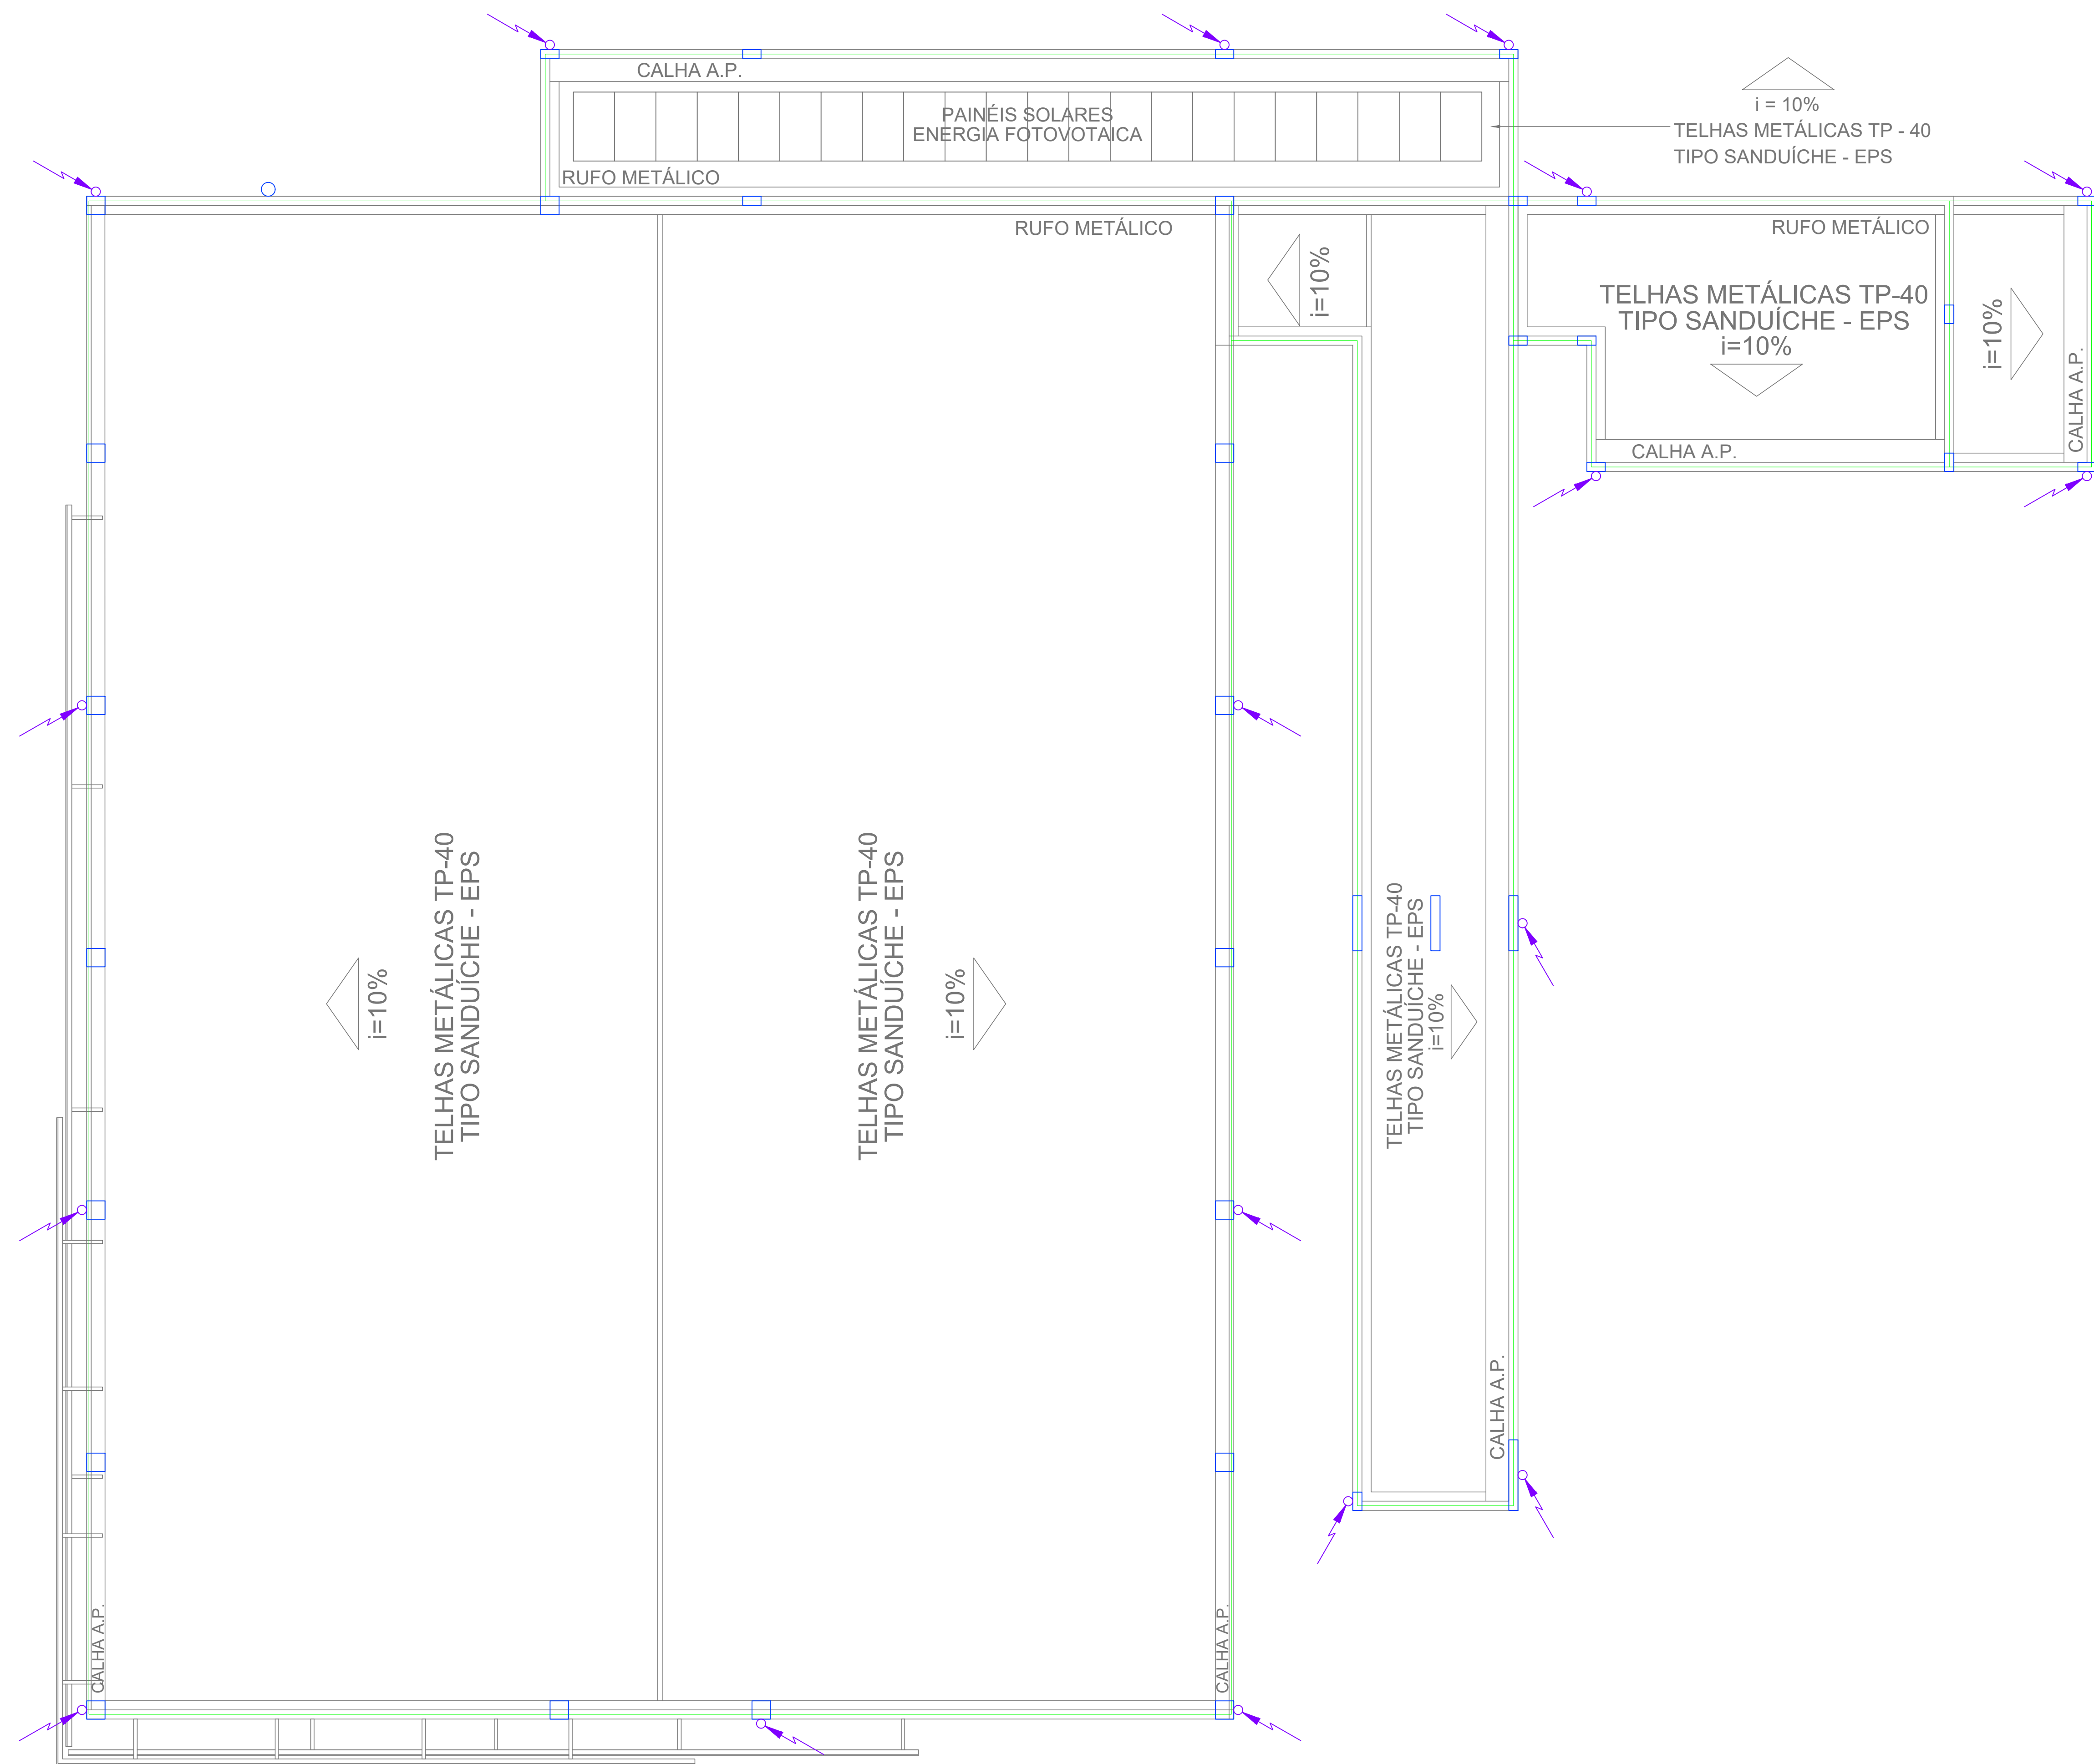 CALHA A.P.
PAINÉIS SOLARES
ENERGIA FOTOVOTAICA
RUFO METÁLICO
i = 10%
TELHAS METÁLICAS TP - 40
TIPO SANDUÍCHE - EPS
RUFO METÁLICO
i=10%
RUFO METÁLICO
TELHAS METÁLICAS TP-40
TIPO SANDUÍCHE - EPS
i=10%
i=10%
CALHA A.P.
CALHA A.P.
i=10%
TELHAS METÁLICAS TP-40
TIPO SANDUÍCHE - EPS
TELHAS METÁLICAS TP-40
TIPO SANDUÍCHE - EPS
i=10%
TELHAS METÁLICAS TP-40
TIPO SANDUÍCHE - EPS
i=10%
CALHA A.P.
CALHA A.P.
CALHA A.P.